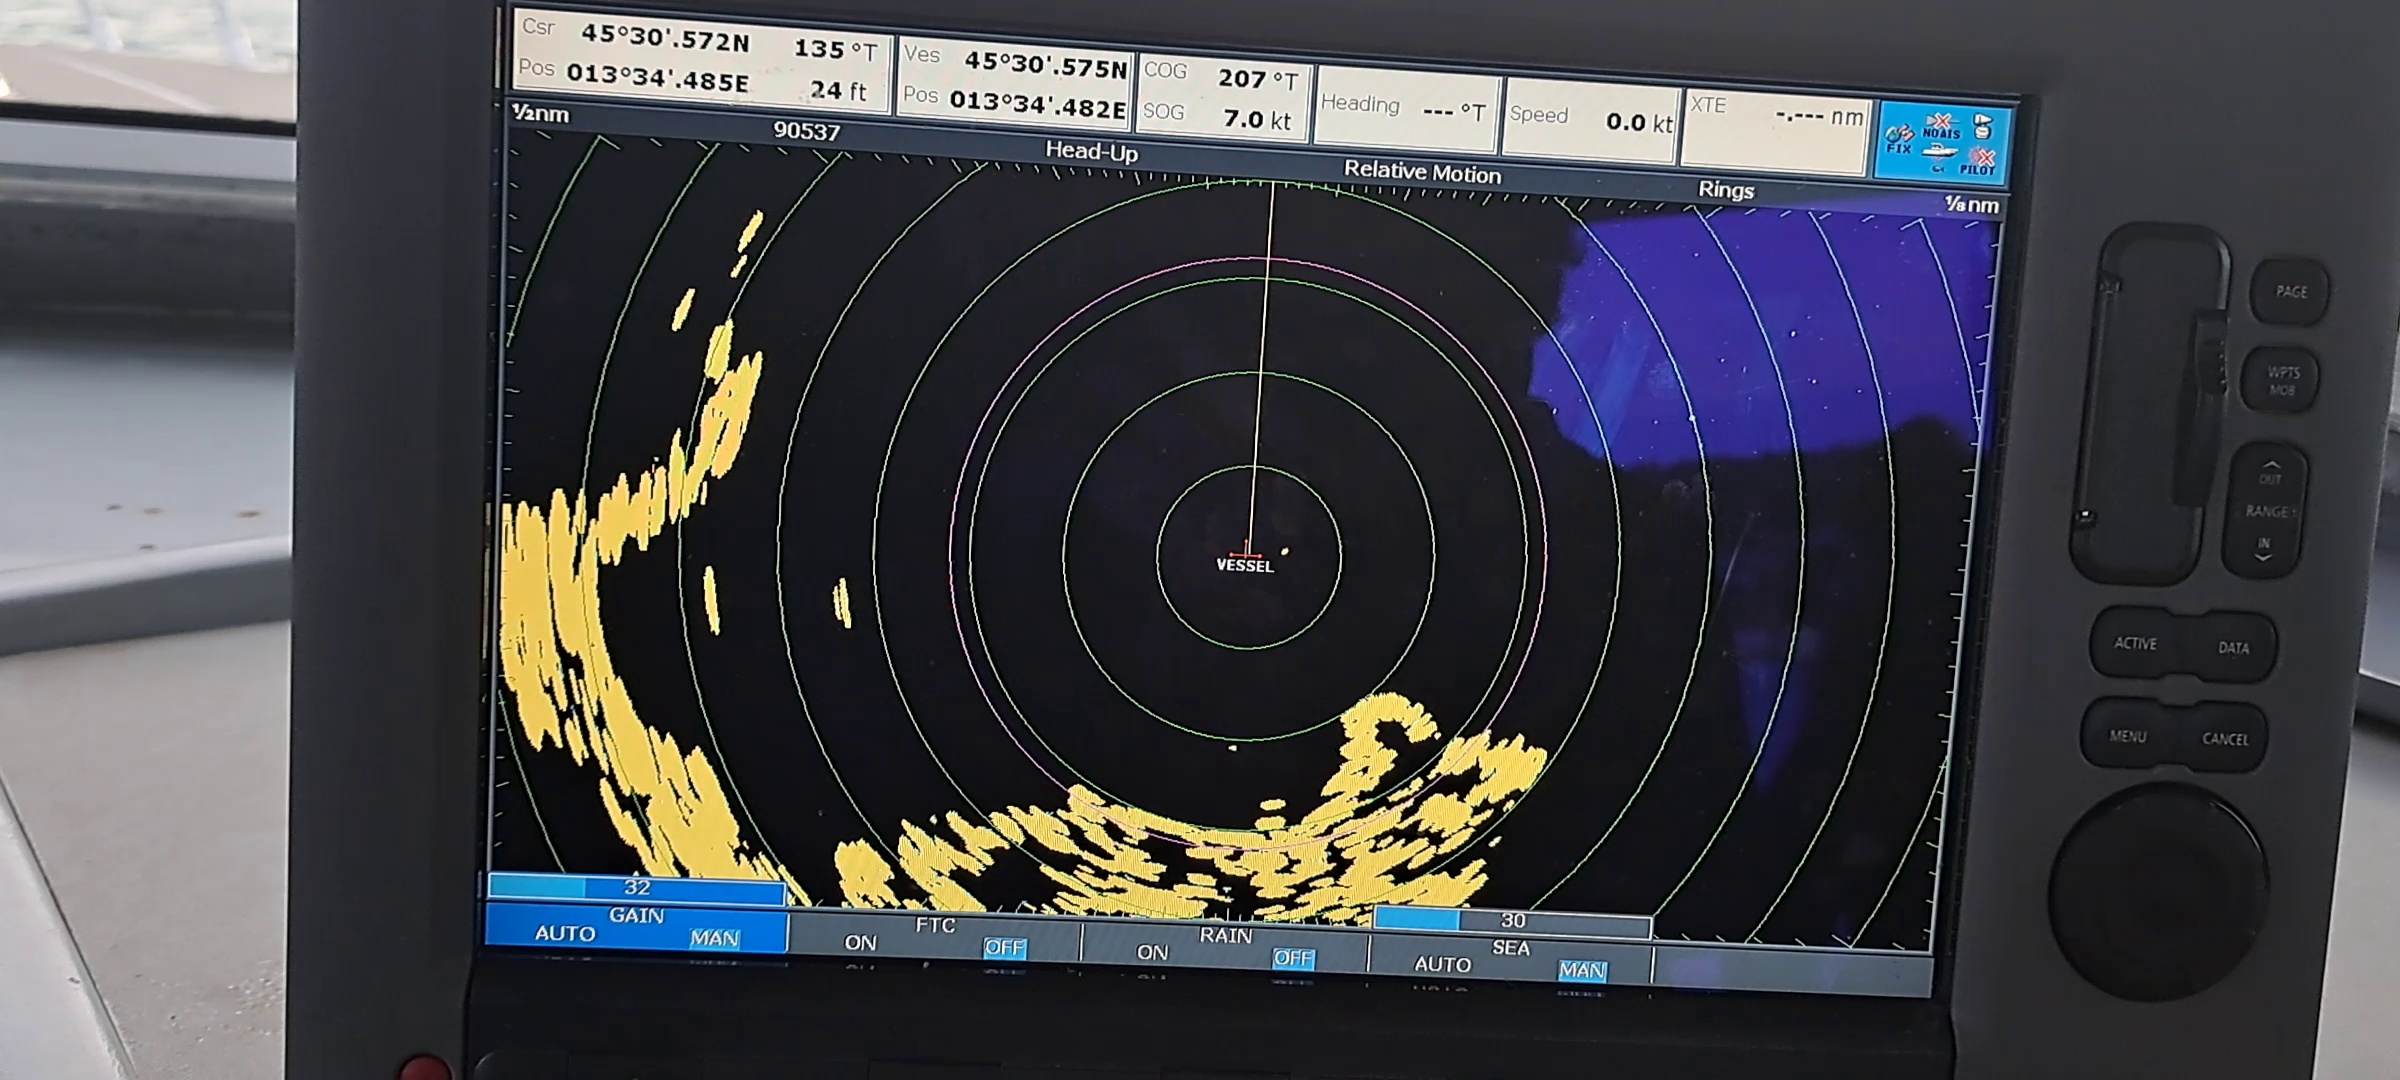 Csr 45°30'.572N 135 °T
Pos 013°34'.485E 24 ft
Ves 45°30'.575N
Pos 013°34'.482E
COG 207 °T
SOG 7.0 kt
Heading --- °T
Speed 0.0 kt
XTE -.--- nm
FIX NOAIS PILOT
½nm 90537 Head-Up Relative Motion Rings ⅛nm
VESSEL
32
GAIN
AUTO MAN
FTC
ON OFF
RAIN
ON OFF
30
SEA
AUTO MAN
PAGE
WPTS
MOB
OUT
RANGE
IN
ACTIVE DATA
MENU CANCEL